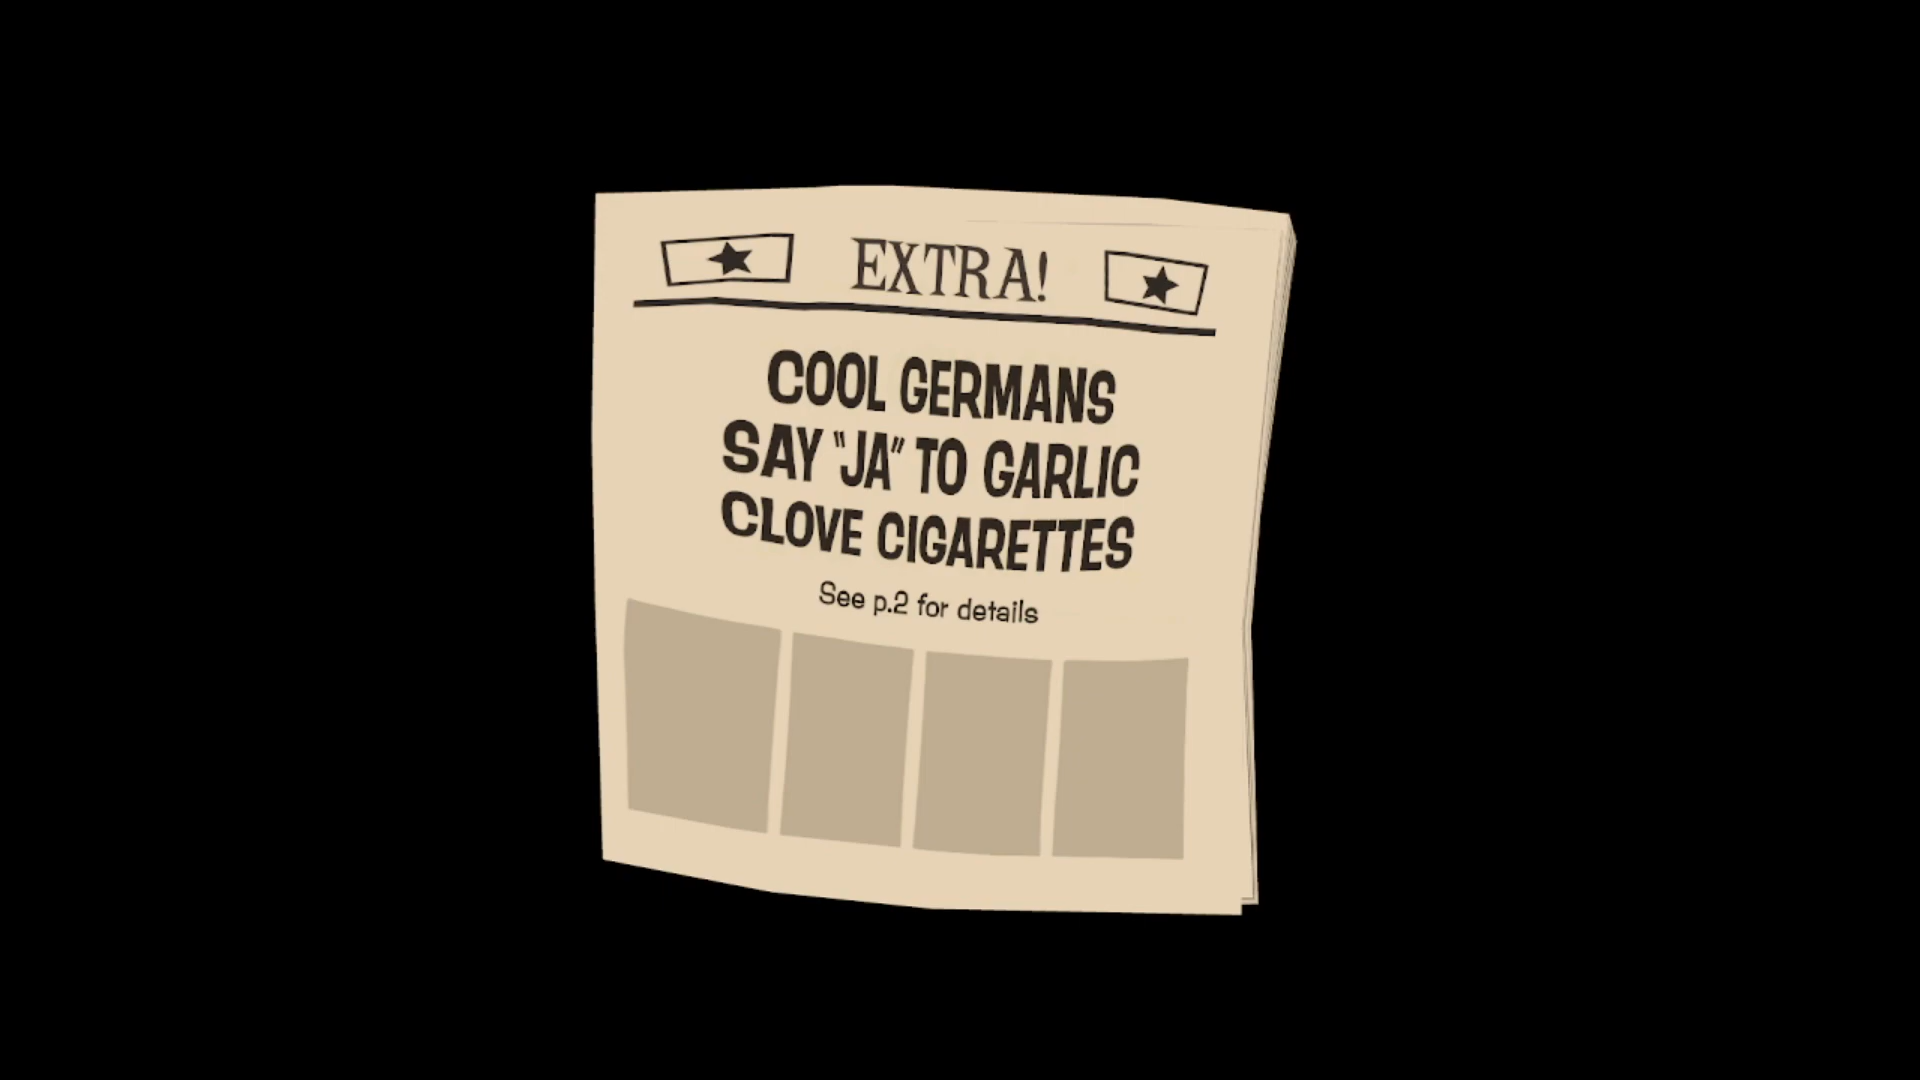 EXTRA!
COOL GERMANS
SAY "JA" TO GARLIC
CLOVE CIGARETTES
See p.2 for details